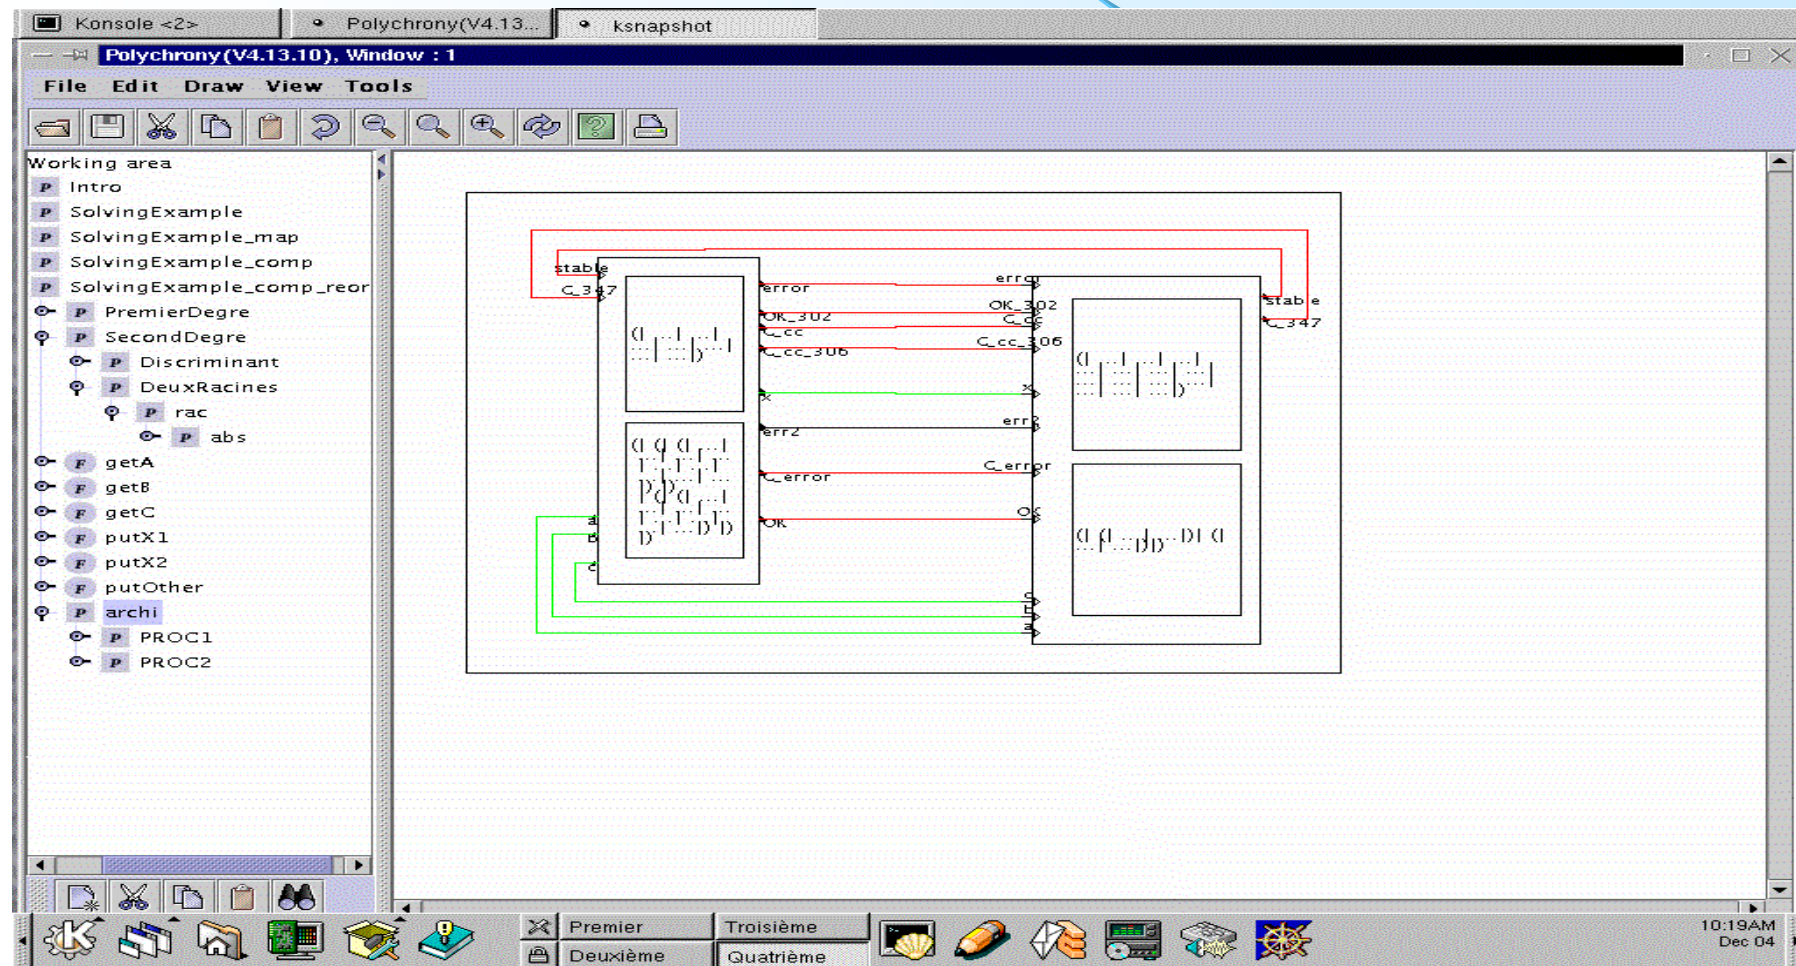 Konsole <2>
Polychrony(V4.13...
ksnapshot
Polychrony(V4.13.10), Window : 1
File Edit Draw View Tools
Working area
P Intro
P SolvingExample
P SolvingExample_map
P SolvingExample_comp
P SolvingExample_comp_reor
P PremierDegre
P SecondDegre
P Discriminant
P DeuxRacines
P rac
P abs
F getA
F getB
F getC
F putX1
F putX2
F putOther
P archi
P PROC1
P PROC2
stable
C_347
error
OK_302
C_cc
C_cc_306
x
err2
C_error
OK
a
b
c
error
OK_302
C_cc
C_cc_306
x
err2
C_error
OK
c
b
a
stable
C_347
Premier
Troisième
Deuxième
Quatrième
10:19AM
Dec 04